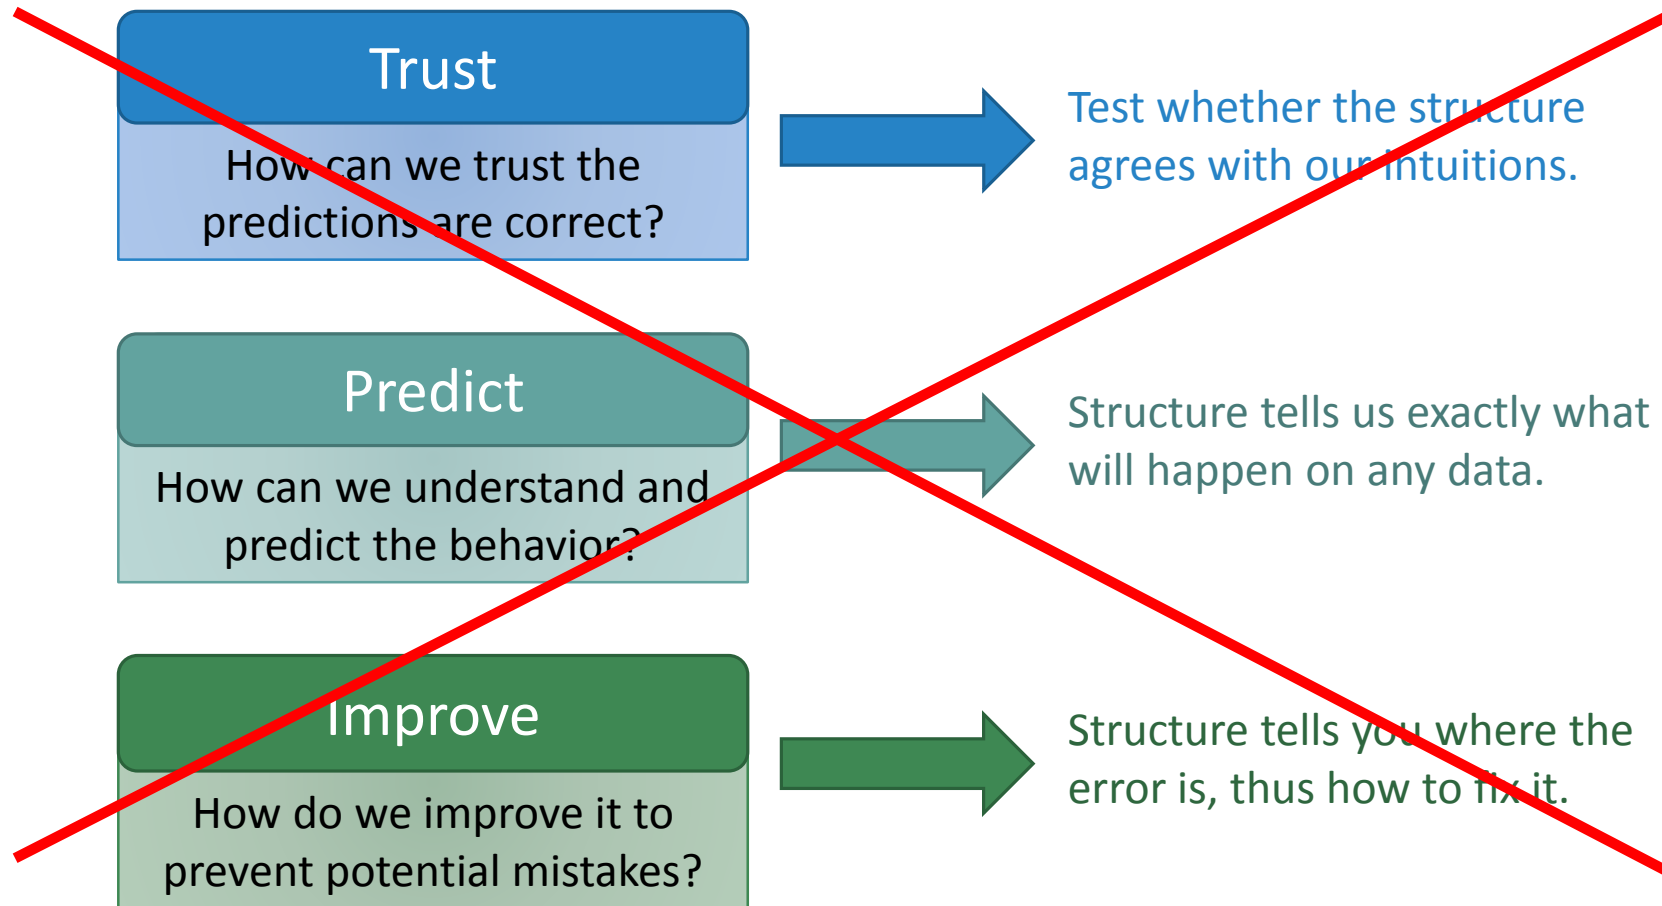 Trust
How can we trust the
predictions are correct?
Test whether the structure
agrees with our intuitions.
Predict
How can we understand and
predict the behavior?
Structure tells us exactly what
will happen on any data.
Improve
How do we improve it to
prevent potential mistakes?
Structure tells you where the
error is, thus how to fix it.